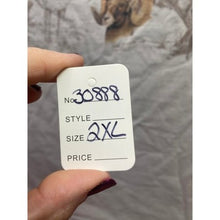 No. 30888
STYLE
SIZE 2XL
PRICE